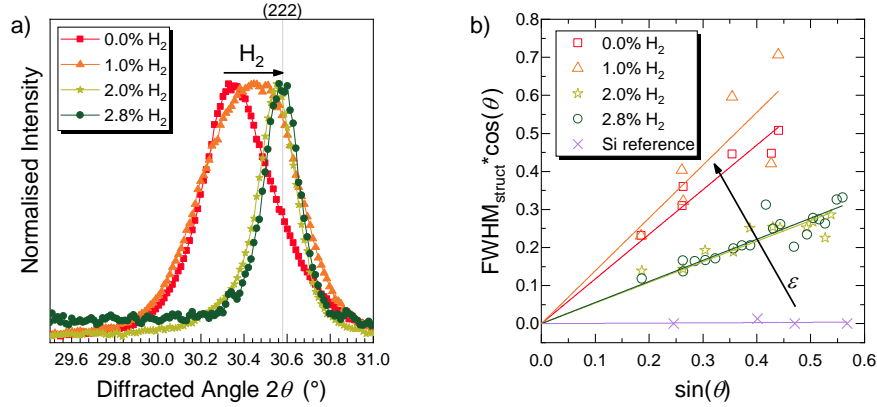 a)
(222)
0.0% H₂
1.0% H₂
2.0% H₂
2.8% H₂
H₂
Normalised Intensity
29.6 29.8 30.0 30.2 30.4 30.6 30.8 31.0
Diffracted Angle 2θ (°)
b)
0.0% H₂
1.0% H₂
2.0% H₂
2.8% H₂
Si reference
ε
FWHM_struct*cos(θ)
0.8
0.7
0.6
0.5
0.4
0.3
0.2
0.1
0.0
0.0 0.1 0.2 0.3 0.4 0.5 0.6
sin(θ)